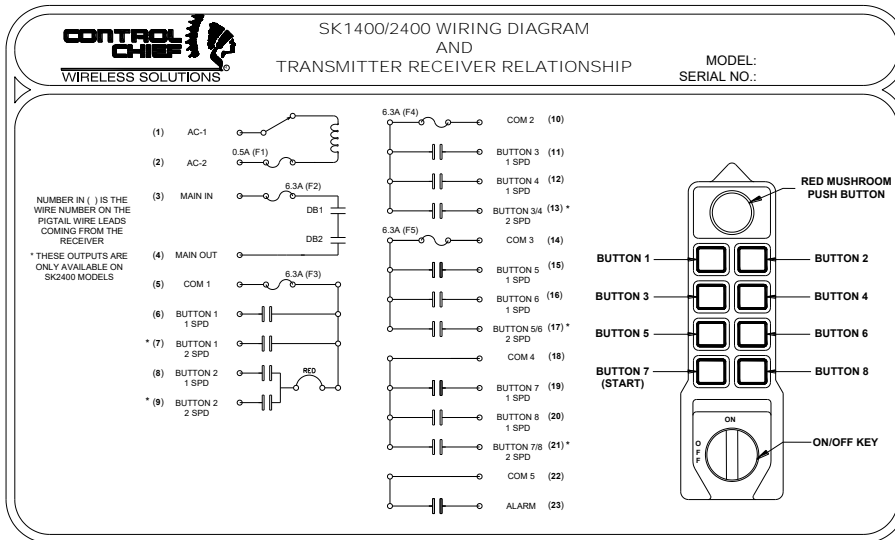 CONTROL
CHIEF
WIRELESS SOLUTIONS
SK1400/2400 WIRING DIAGRAM
AND
TRANSMITTER RECEIVER RELATIONSHIP
MODEL:
SERIAL NO.:
NUMBER IN ( ) IS THE
WIRE NUMBER ON THE
PIGTAIL WIRE LEADS
COMING FROM THE
RECEIVER
* THESE OUTPUTS ARE
ONLY AVAILABLE ON
SK2400 MODELS
(1) AC-1
0.5A (F1)
(2) AC-2
6.3A (F2)
(3) MAIN IN
DB1
DB2
(4) MAIN OUT
6.3A (F3)
(5) COM 1
(6) BUTTON 1
1 SPD
* (7) BUTTON 1
2 SPD
(8) BUTTON 2
1 SPD
RED
* (9) BUTTON 2
2 SPD
6.3A (F4)
COM 2 (10)
BUTTON 3 (11)
1 SPD
BUTTON 4 (12)
1 SPD
BUTTON 3/4 (13) *
2 SPD
6.3A (F5)
COM 3 (14)
BUTTON 5 (15)
1 SPD
BUTTON 6 (16)
1 SPD
BUTTON 5/6 (17) *
2 SPD
COM 4 (18)
BUTTON 7 (19)
1 SPD
BUTTON 8 (20)
1 SPD
BUTTON 7/8 (21) *
2 SPD
COM 5 (22)
ALARM (23)
RED MUSHROOM
PUSH BUTTON
BUTTON 1
BUTTON 2
BUTTON 3
BUTTON 4
BUTTON 5
BUTTON 6
BUTTON 7
(START)
BUTTON 8
ON
OFF
ON/OFF KEY